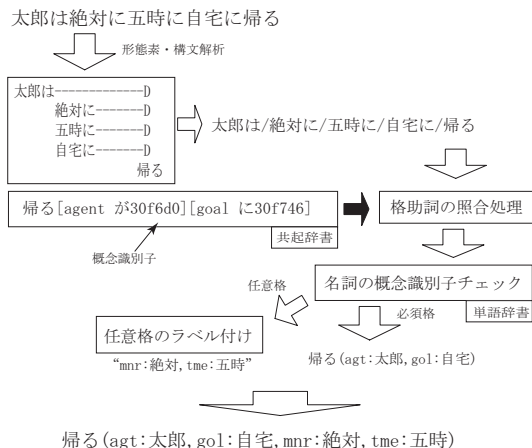 太郎は絶対に五時に自宅に帰る
形態素・構文解析
太郎は------------D
絶対に-------D
五時に-------D
自宅に-------D
帰る
太郎は/絶対に/五時に/自宅に/帰る
帰る[agent が30f6d0][goal に30f746]
共起辞書
概念識別子
格助詞の照合処理
名詞の概念識別子チェック
単語辞書
任意格
必須格
任意格のラベル付け
“mnr:絶対,tme:五時”
帰る(agt:太郎,gol:自宅)
帰る(agt:太郎,gol:自宅,mnr:絶対,tme:五時)